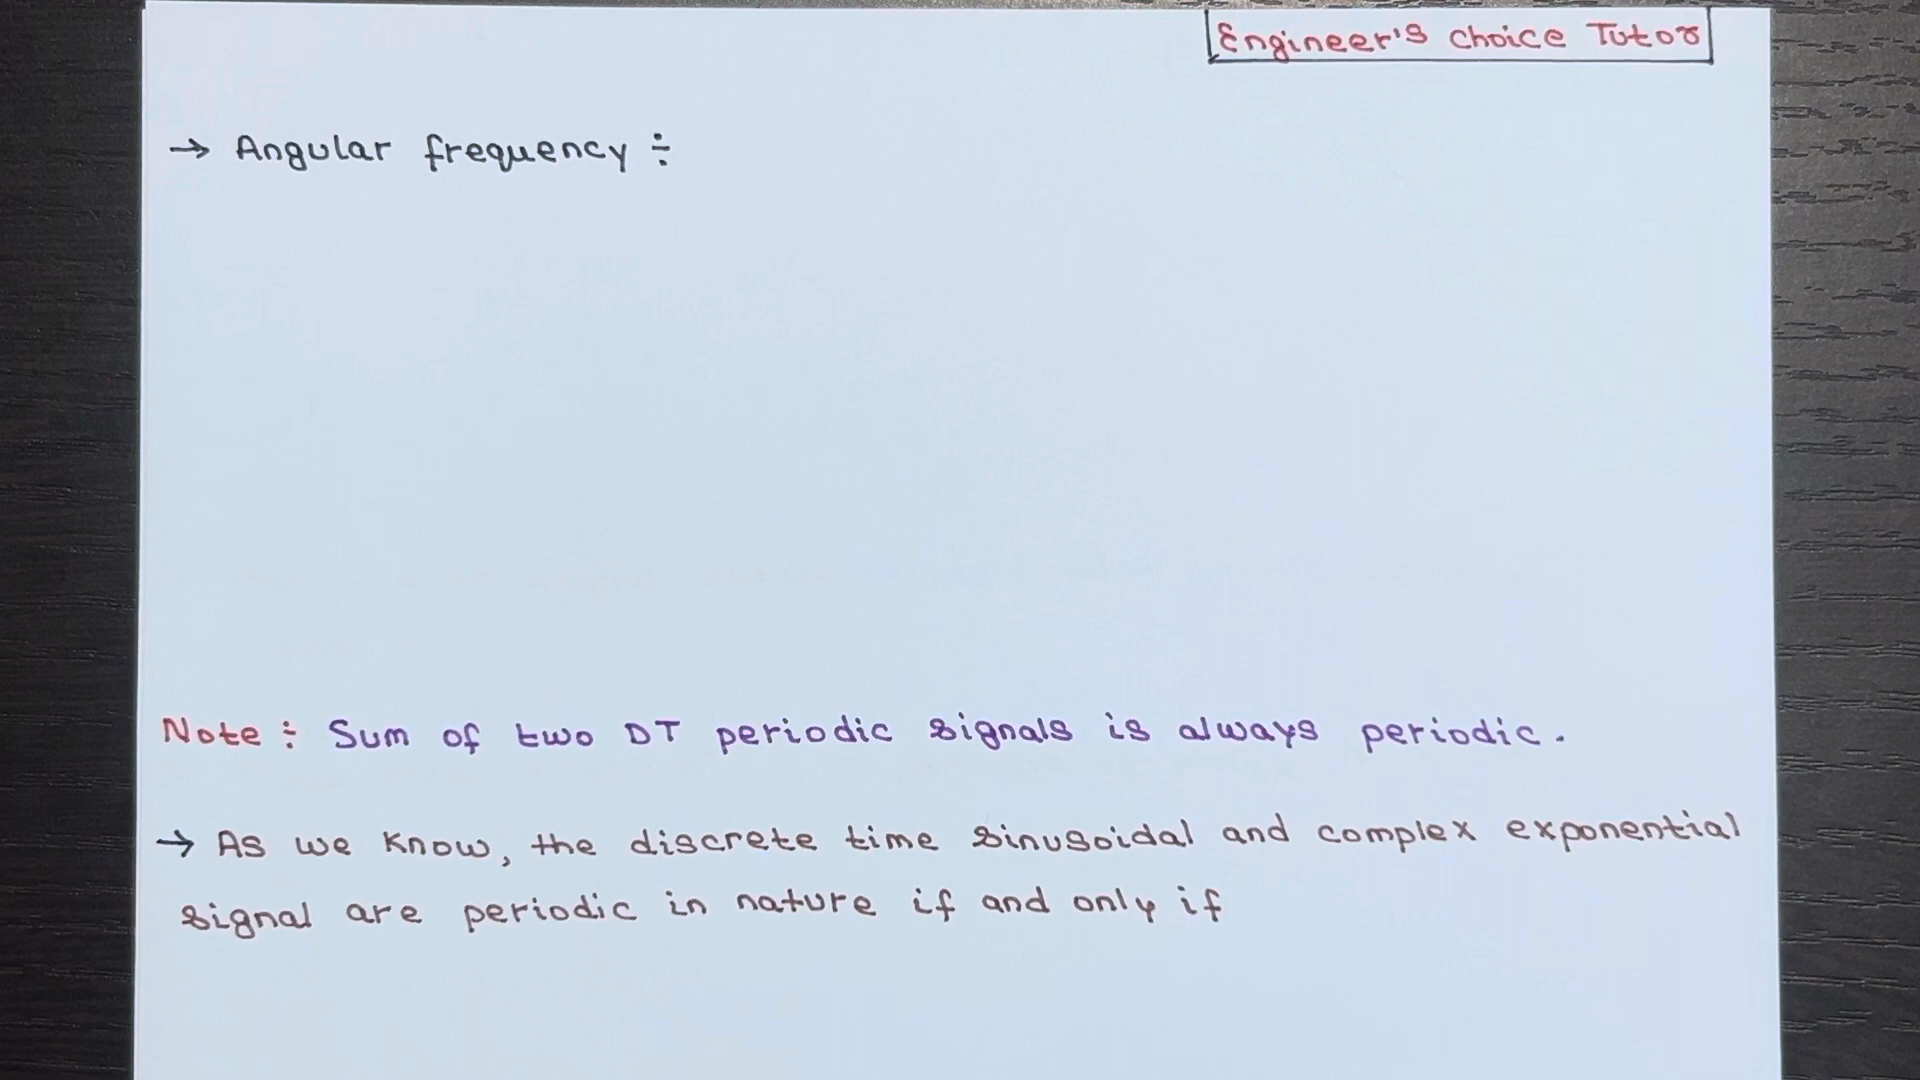 Engineer's choice Tutor
→ Angular frequency ÷
Note ÷ Sum of two DT periodic signals is always periodic.
→ As we know, the discrete time sinusoidal and complex exponential
signal are periodic in nature if and only if